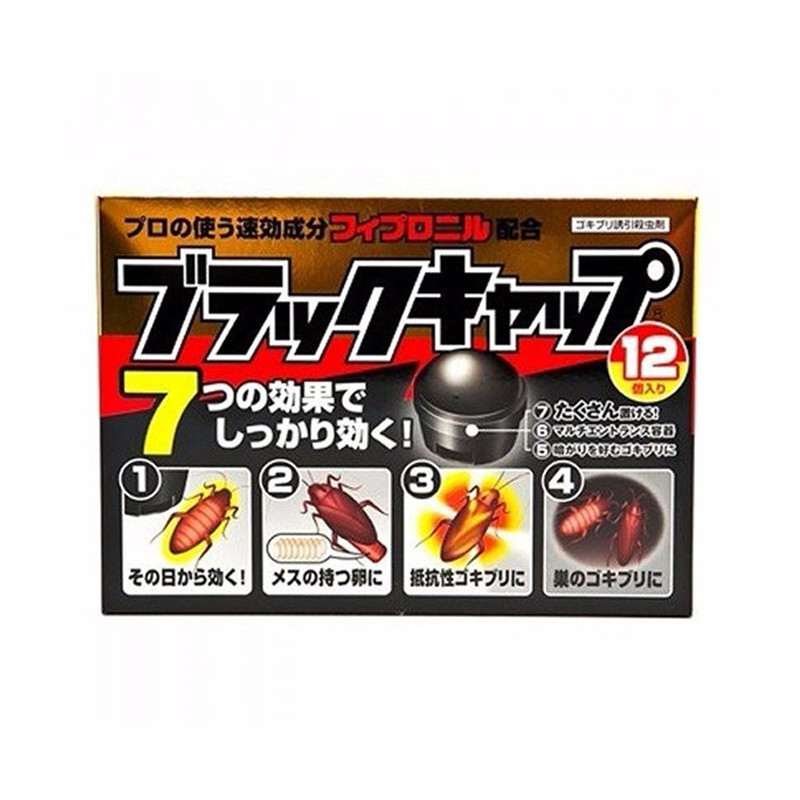 プロの使う速効成分フィプロニル配合
ゴキブリ誘引殺虫剤
ブラックキャップ
12
個入り
7つの効果で
しっかり効く!
⑦たくさん置ける!
⑥マルチエントランス容器
⑤暗がりを好むゴキブリに
1
その日から効く!
2
メスの持つ卵に
3
抵抗性ゴキブリに
4
巣のゴキブリに